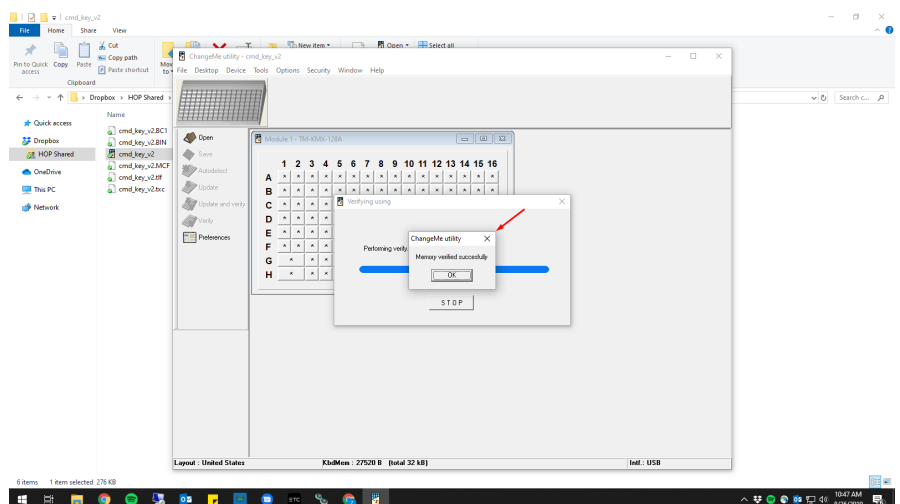 cmd_key_v2
File Home Share View
Pin to Quick access
Copy
Paste
Cut
Copy path
Paste shortcut
Mov
to
New item
Open
Select all
Clipboard
Dropbox > HOP Shared >
Search c...
Quick access
Dropbox
HOP Shared
OneDrive
This PC
Network
Name
cmd_key_v2.BC1
cmd_key_v2.BIN
cmd_key_v2
cmd_key_v2.MCF
cmd_key_v2.tlf
cmd_key_v2.txc
ChangeMe utility - cmd_key_v2
File Desktop Device Tools Options Security Window Help
Open
Save
Autodetect
Update
Update and verify
Verify
Preferences
Module 1 - TM-KMX-128A
1 2 3 4 5 6 7 8 9 10 11 12 13 14 15 16
A
B
C
D
E
F
G
H
Verifying using
Performing verify.
ChangeMe utility
Memory verified succesfully
OK
STOP
Layout : United States
KbdMem : 27520 B (total 32 kB)
Intf.: USB
6 items 1 item selected 276 KB
ETC
10:47 AM